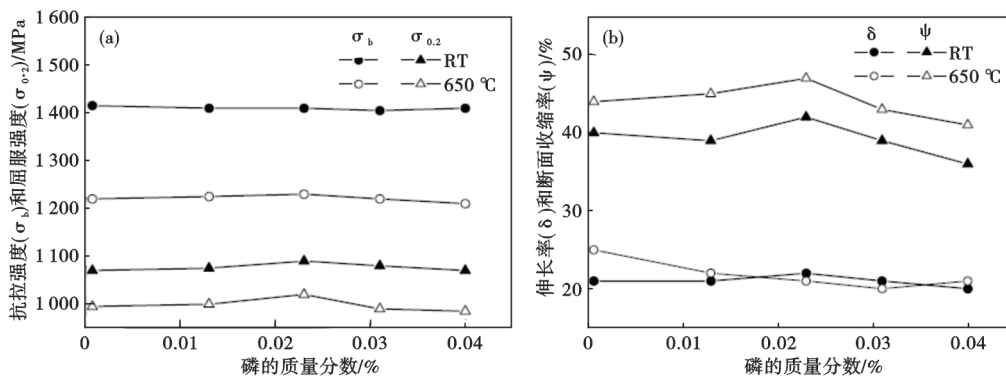 (a)
σb σ0.2
RT
650 ℃
抗拉强度(σb)和屈服强度(σ0·2)/MPa
1 600
1 500
1 400
1 300
1 200
1 100
1 000
0 0.01 0.02 0.03 0.04
磷的质量分数/%
(b)
δ ψ
RT
650 ℃
伸长率(δ)和断面收缩率(ψ)/%
50
40
30
20
0 0.01 0.02 0.03 0.04
磷的质量分数/%